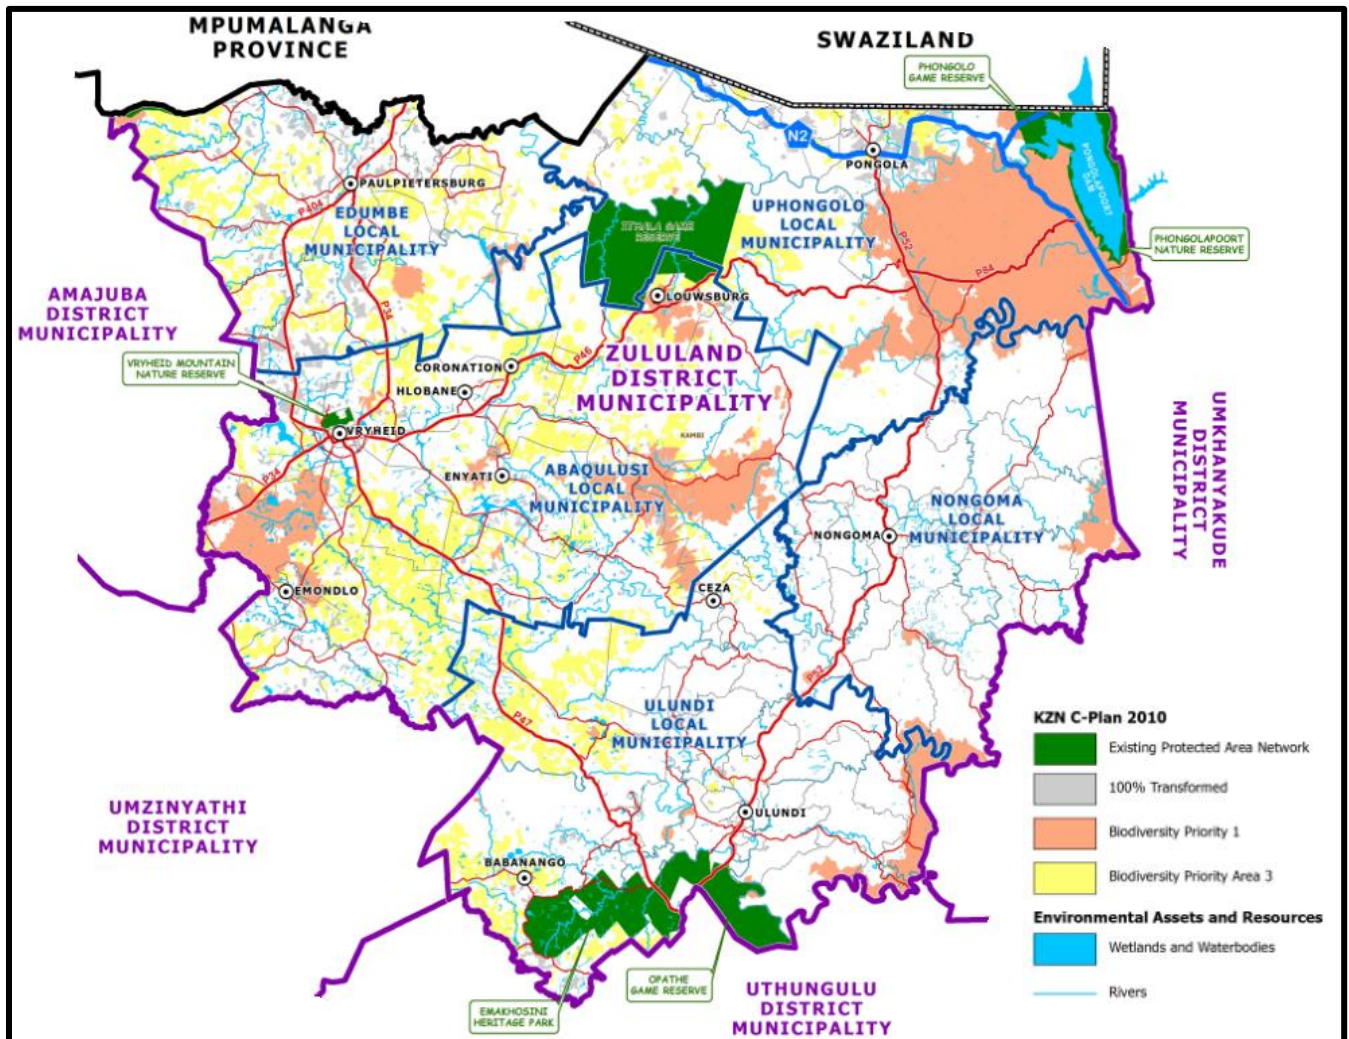 MPUMALANGA
PROVINCE
SWAZILAND
PHONGOLO
GAME RESERVE
N2
PONGOLA
PONGOLAPOORT
DAM
PAULPIETERSBURG
P404
EDUMBE
LOCAL
MUNICIPALITY
ITHALA GAME
RESERVE
UPHONGOLO
LOCAL
MUNICIPALITY
P52
PHONGOLAPOORT
NATURE RESERVE
P84
AMAJUBA
DISTRICT
MUNICIPALITY
P34
LOUWSBURG
VRYHEID MOUNTAIN
NATURE RESERVE
CORONATION
P46
ZULULAND
DISTRICT
MUNICIPALITY
HLOBANE
VRYHEID
KAMBI
UMKHANYAKUDE
DISTRICT
MUNICIPALITY
P34
ENYATI
ABAQULUSI
LOCAL
MUNICIPALITY
NONGOMA
LOCAL
MUNICIPALITY
NONGOMA
EMONDLO
CEZA
P52
ULUNDI
LOCAL
MUNICIPALITY
P47
UMZINYATHI
DISTRICT
MUNICIPALITY
ULUNDI
BABANANGO
OPATHE
GAME RESERVE
EMAKHOSINI
HERITAGE PARK
UTHUNGULU
DISTRICT
MUNICIPALITY
KZN C-Plan 2010
Existing Protected Area Network
100% Transformed
Biodiversity Priority 1
Biodiversity Priority Area 3
Environmental Assets and Resources
Wetlands and Waterbodies
Rivers